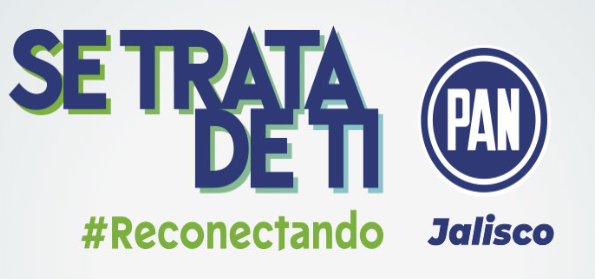 SE TRATA
DE TI
#Reconectando
PAN
Jalisco